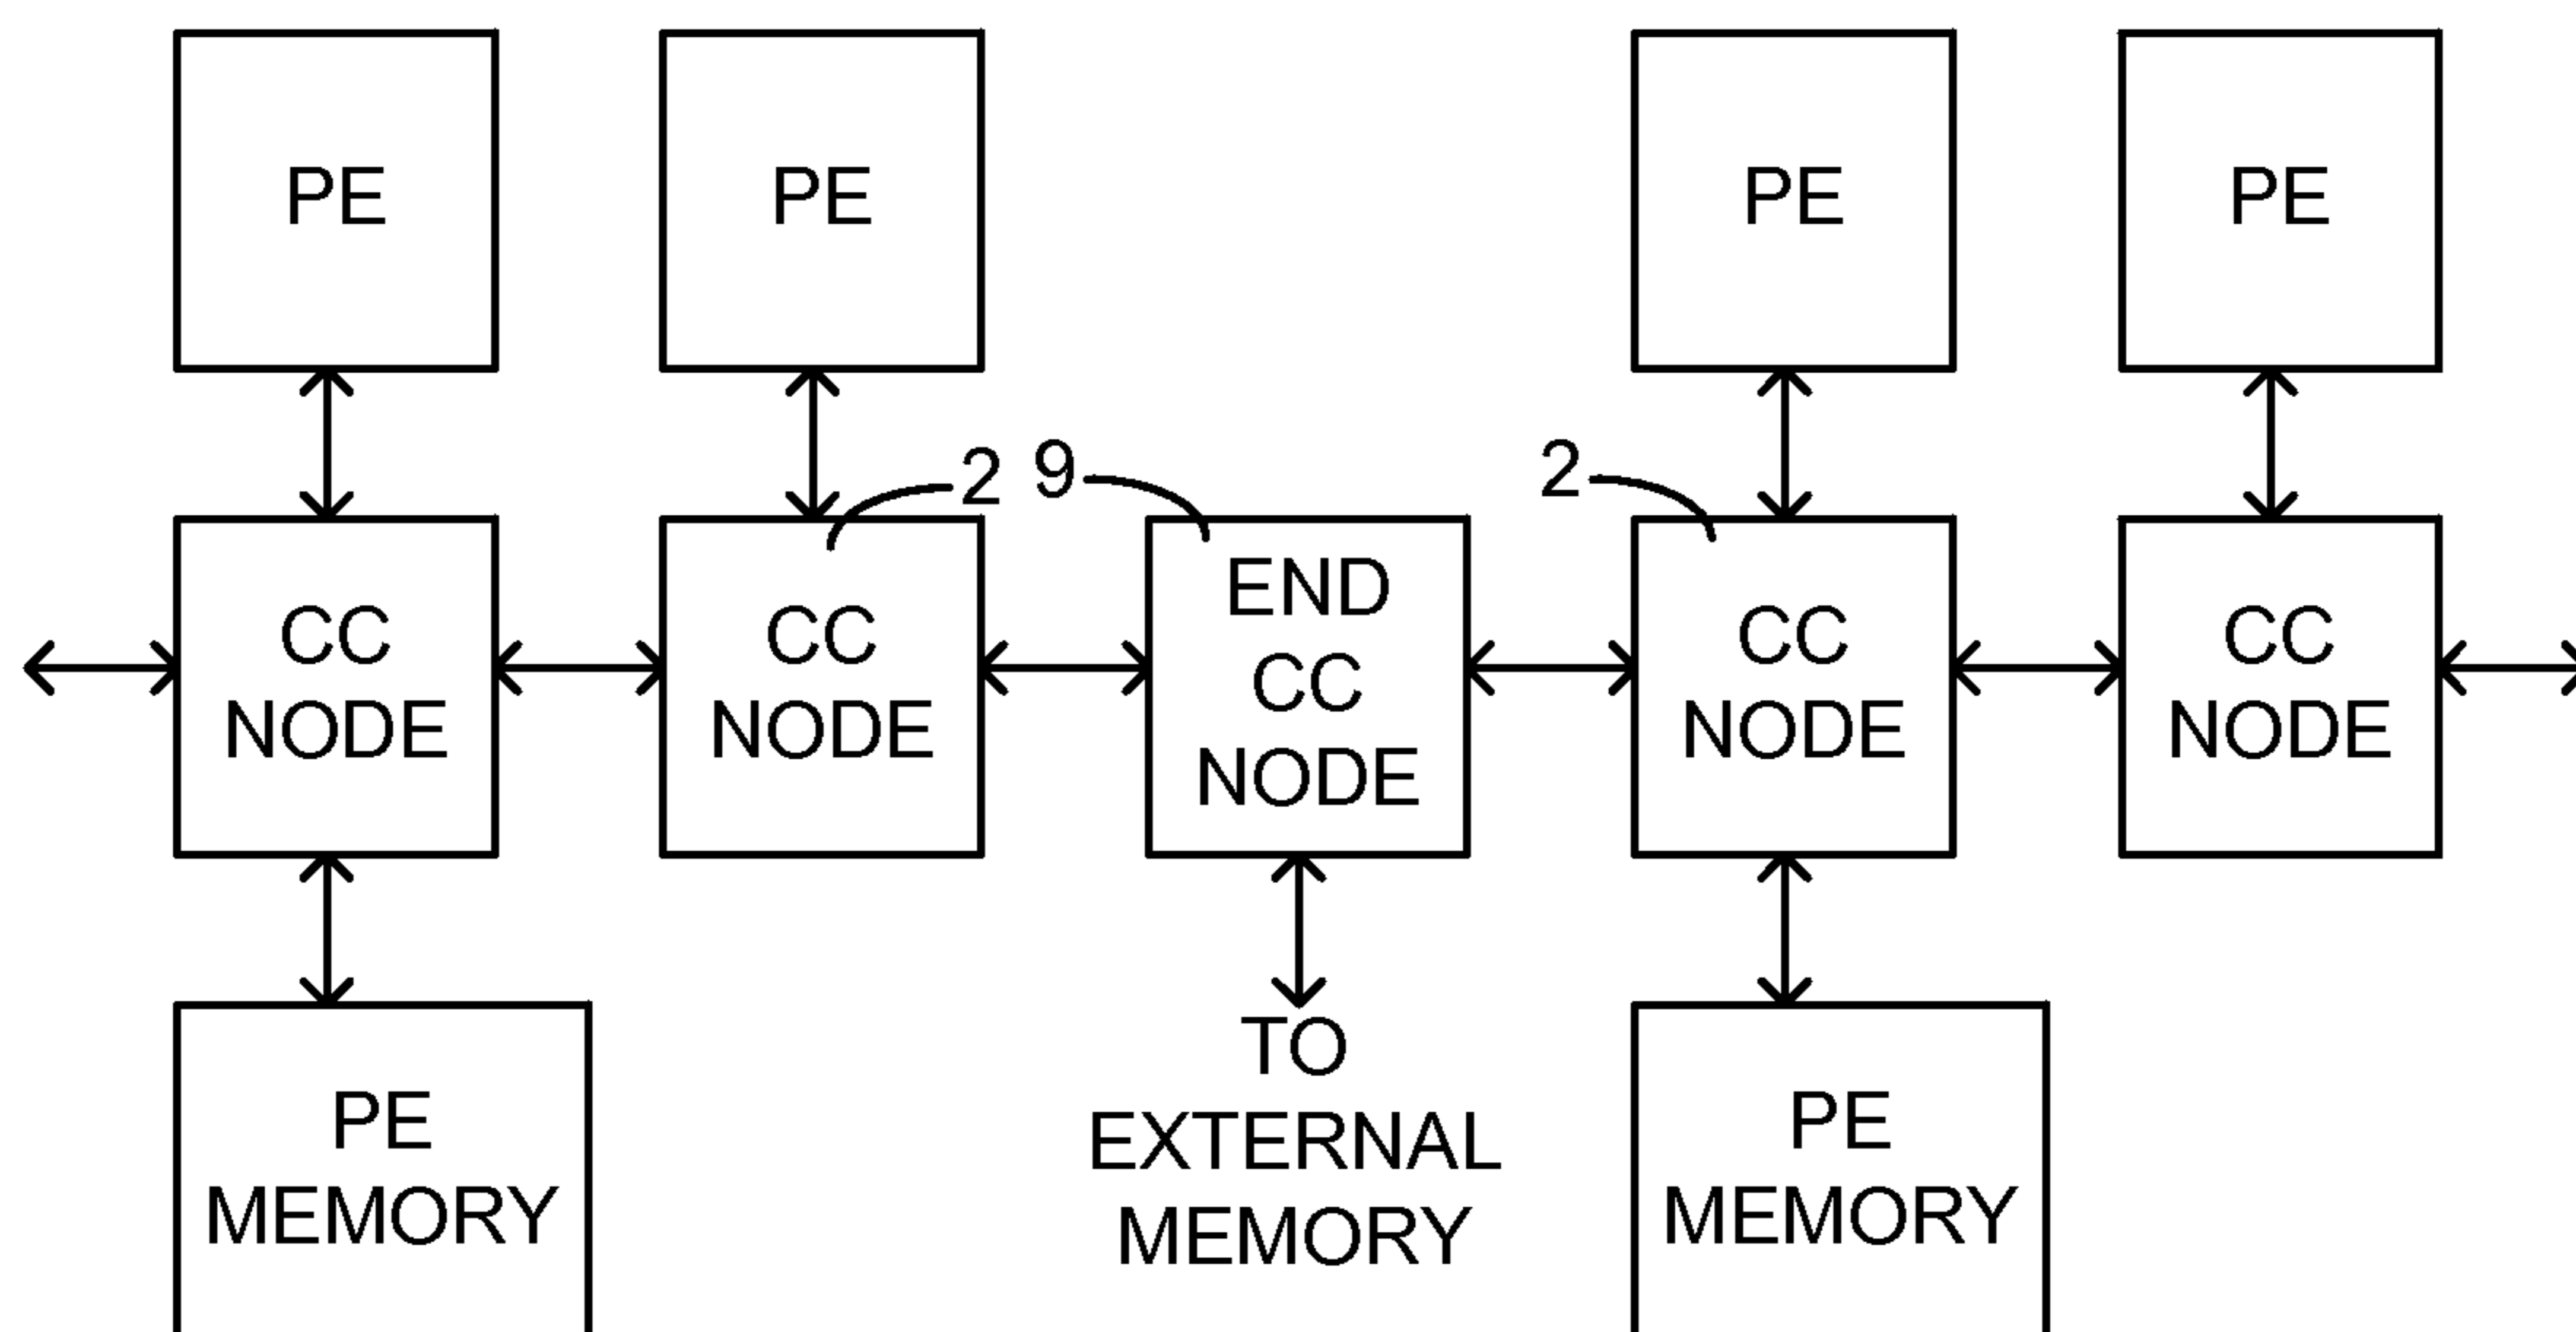 PE
PE
PE
PE
2
9
2
CC
NODE
CC
NODE
END
CC
NODE
CC
NODE
CC
NODE
PE
MEMORY
TO
EXTERNAL
MEMORY
PE
MEMORY